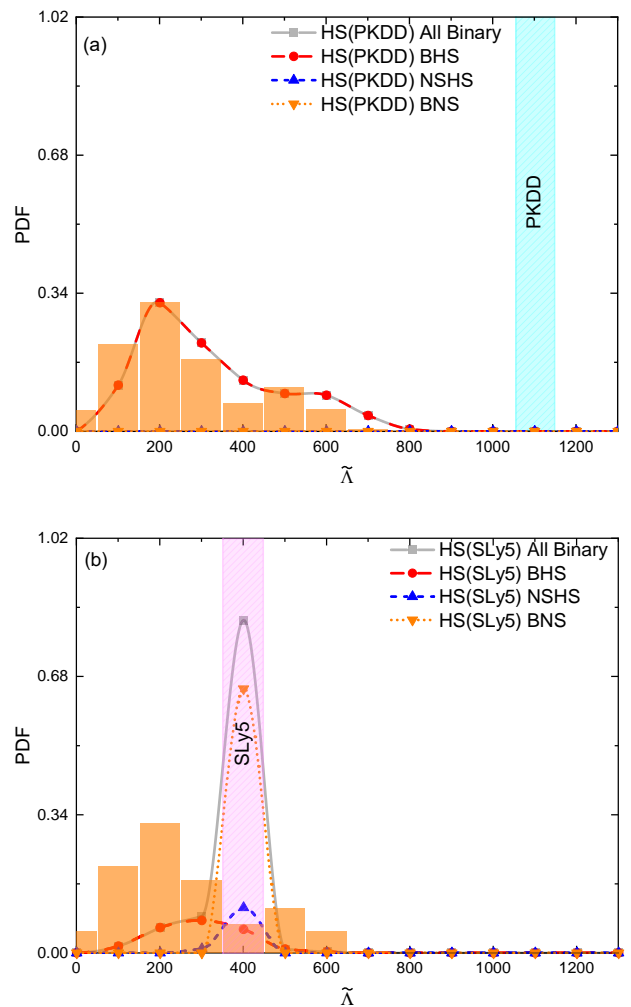 (a)
HS(PKDD) All Binary
HS(PKDD) BHS
HS(PKDD) NSHS
HS(PKDD) BNS
PKDD
1.02
0.68
0.34
0.00
PDF
0 200 400 600 800 1000 1200
Λ̃
(b)
HS(SLy5) All Binary
HS(SLy5) BHS
HS(SLy5) NSHS
HS(SLy5) BNS
SLy5
1.02
0.68
0.34
0.00
PDF
0 200 400 600 800 1000 1200
Λ̃